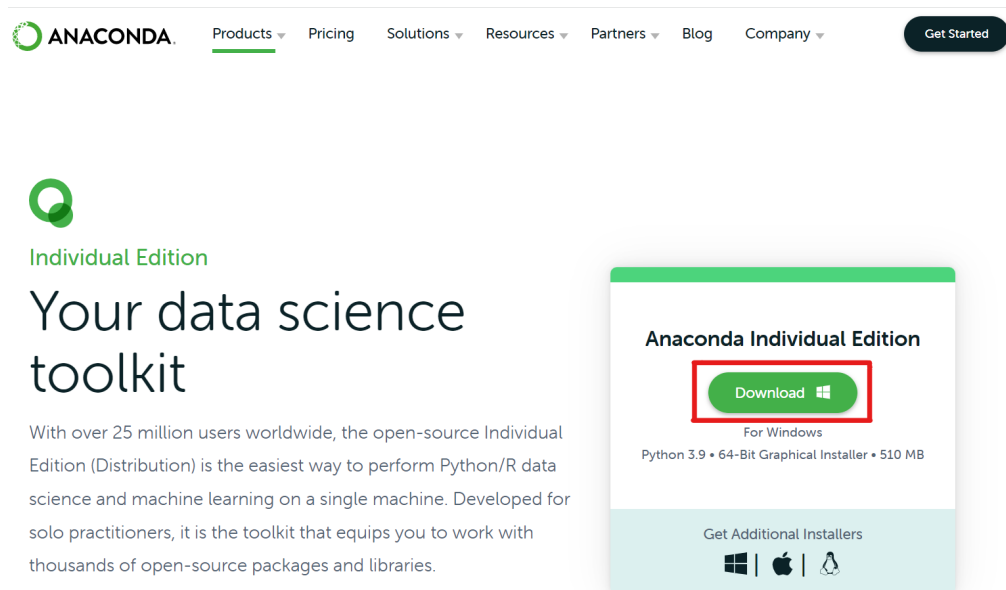 ANACONDA.
Products
Pricing
Solutions
Resources
Partners
Blog
Company
Get Started
Individual Edition
Your data science
toolkit
With over 25 million users worldwide, the open-source Individual
Edition (Distribution) is the easiest way to perform Python/R data
science and machine learning on a single machine. Developed for
solo practitioners, it is the toolkit that equips you to work with
thousands of open-source packages and libraries.
Anaconda Individual Edition
Download
For Windows
Python 3.9 • 64-Bit Graphical Installer • 510 MB
Get Additional Installers